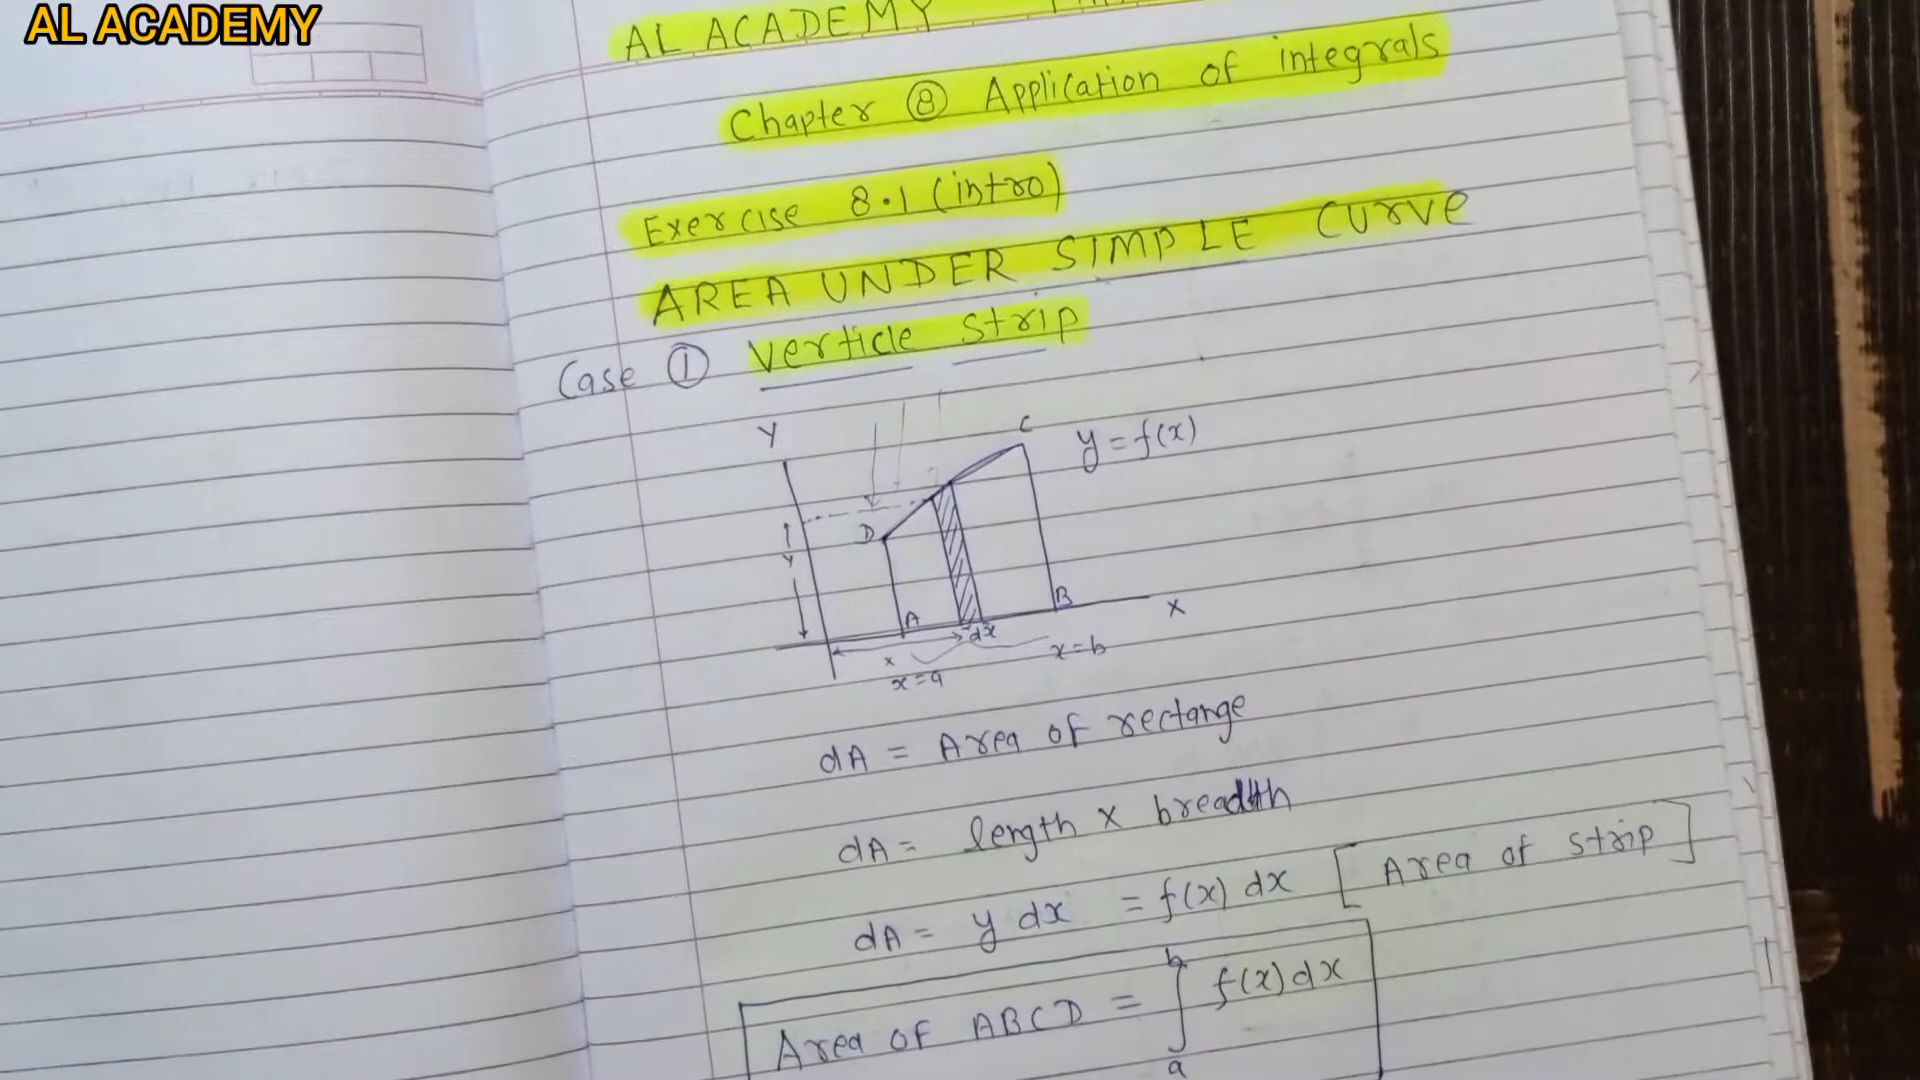 AL ACADEMY
AL ACADEMY
Chapter ⑧ Application of integrals
Exercise 8.1 (intro)
AREA UNDER SIMPLE CURVE
Case ① Verticle strip
Y
C
y = f(x)
D
y
A
B
X
dx
x
x=b
x=a
dA = Area of rectange
dA = length x breadth
dA = y dx = f(x) dx [Area of strip]
b
Area of ABCD = ∫ f(x) dx
a